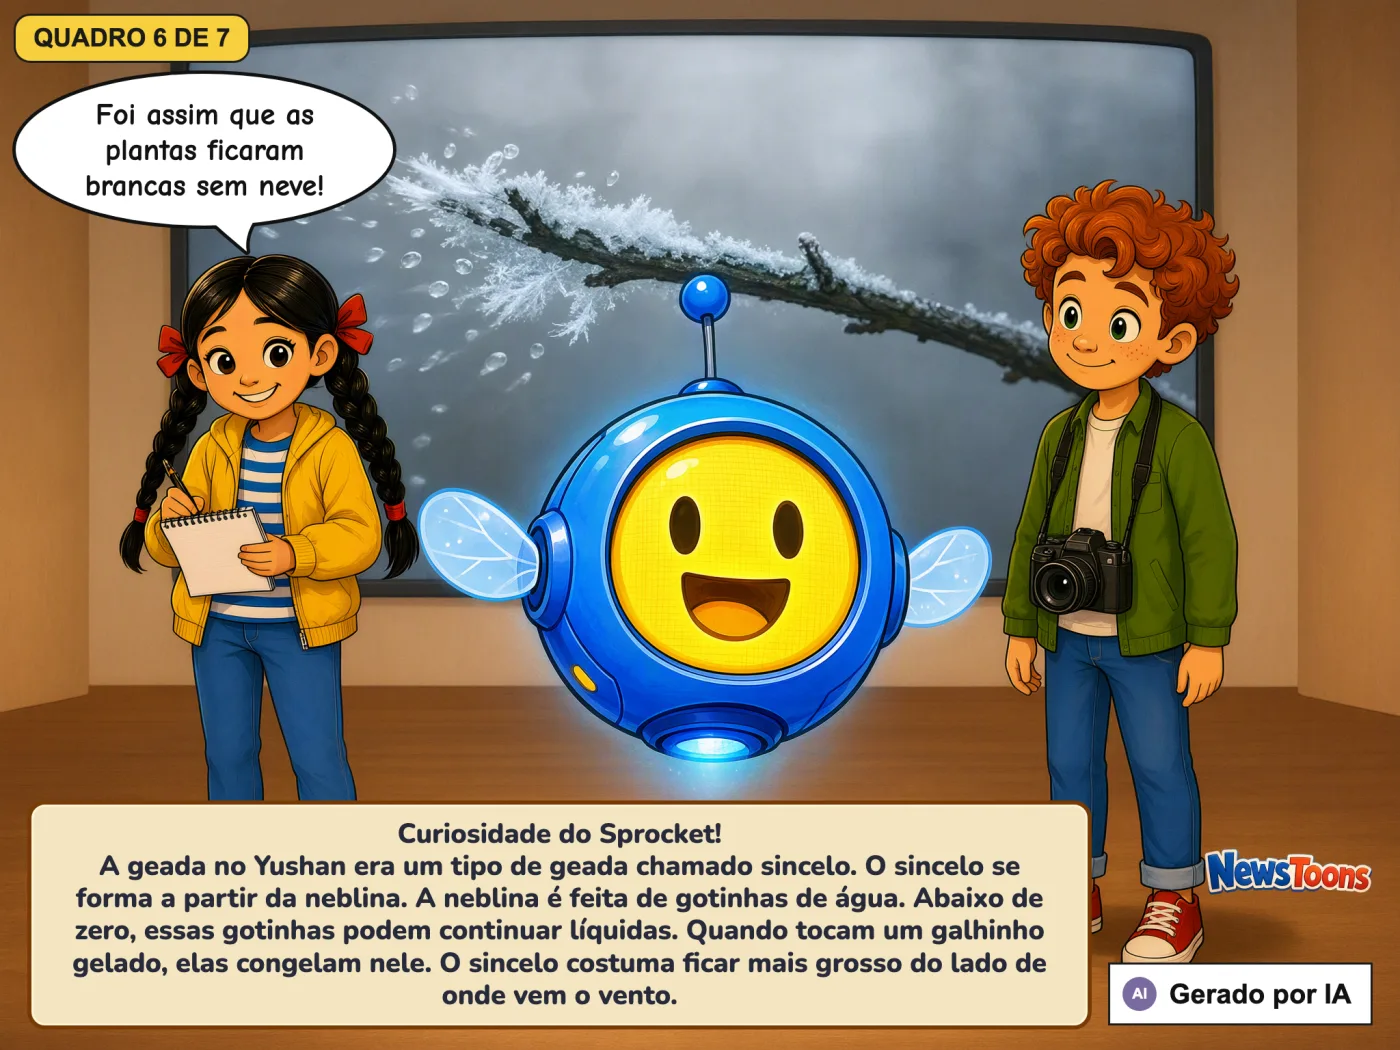 QUADRO 6 DE 7
Foi assim que as
plantas ficaram
brancas sem neve!
Curiosidade do Sprocket!
A geada no Yushan era um tipo de geada chamado sincelo. O sincelo se
forma a partir da neblina. A neblina é feita de gotinhas de água. Abaixo de
zero, essas gotinhas podem continuar líquidas. Quando tocam um galhinho
gelado, elas congelam nele. O sincelo costuma ficar mais grosso do lado de
onde vem o vento.
NewsToons
AI Gerado por IA